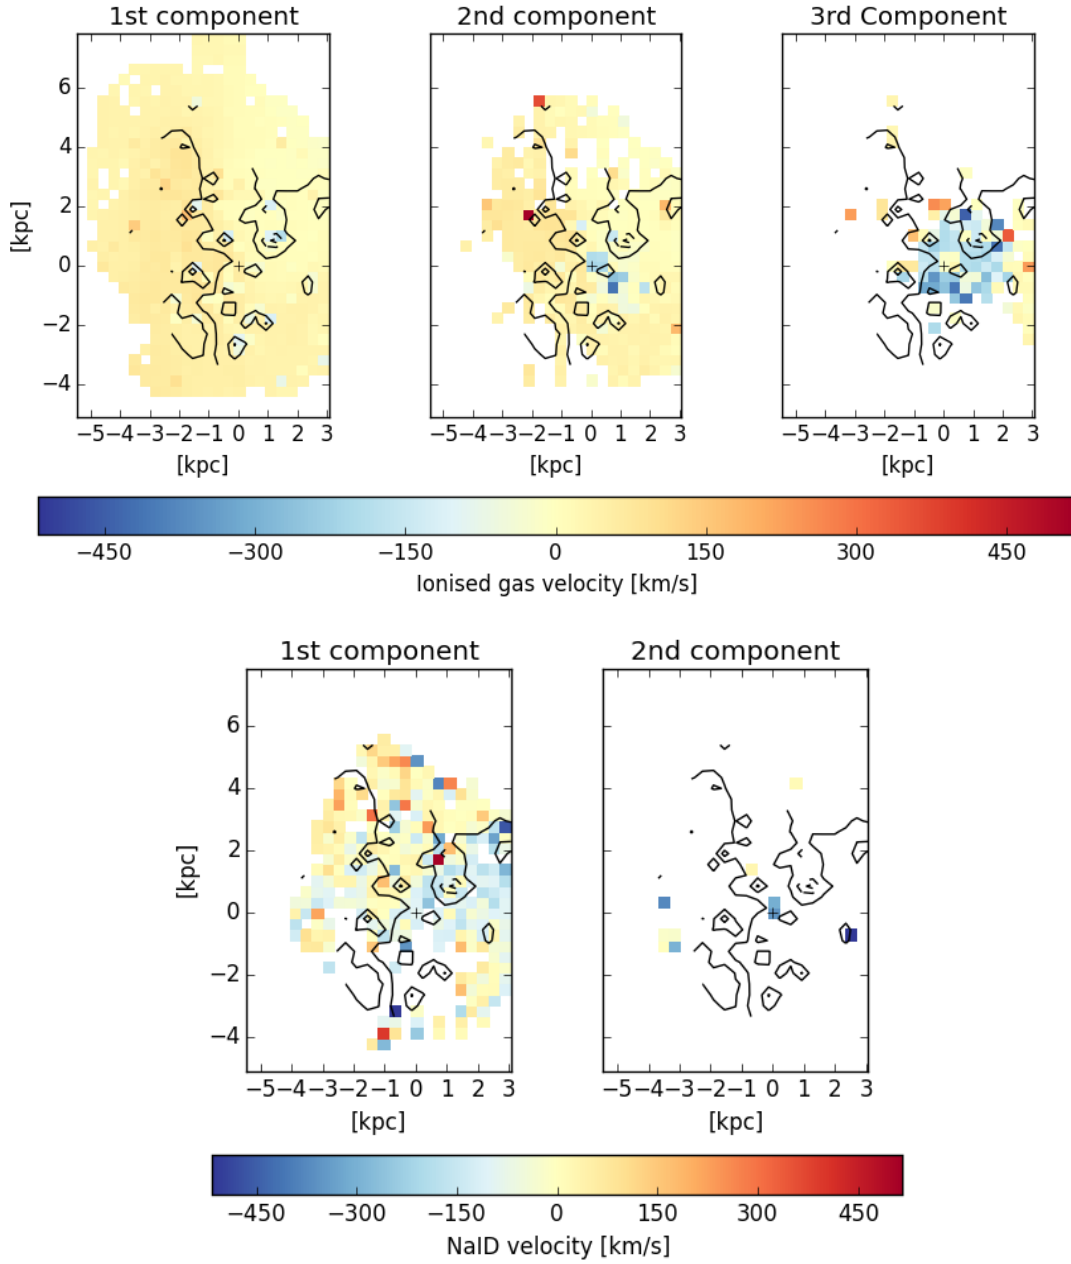 1st component 2nd component 3rd Component
6
4
2
0
−2
−4
[kpc]
−5−4−3−2−1 0 1 2 3 −5−4−3−2−1 0 1 2 3 −5−4−3−2−1 0 1 2 3
[kpc] [kpc] [kpc]
−450 −300 −150 0 150 300 450
Ionised gas velocity [km/s]
1st component 2nd component
6
4
2
0
−2
−4
[kpc]
−5−4−3−2−1 0 1 2 3 −5−4−3−2−1 0 1 2 3
[kpc] [kpc]
−450 −300 −150 0 150 300 450
NaID velocity [km/s]